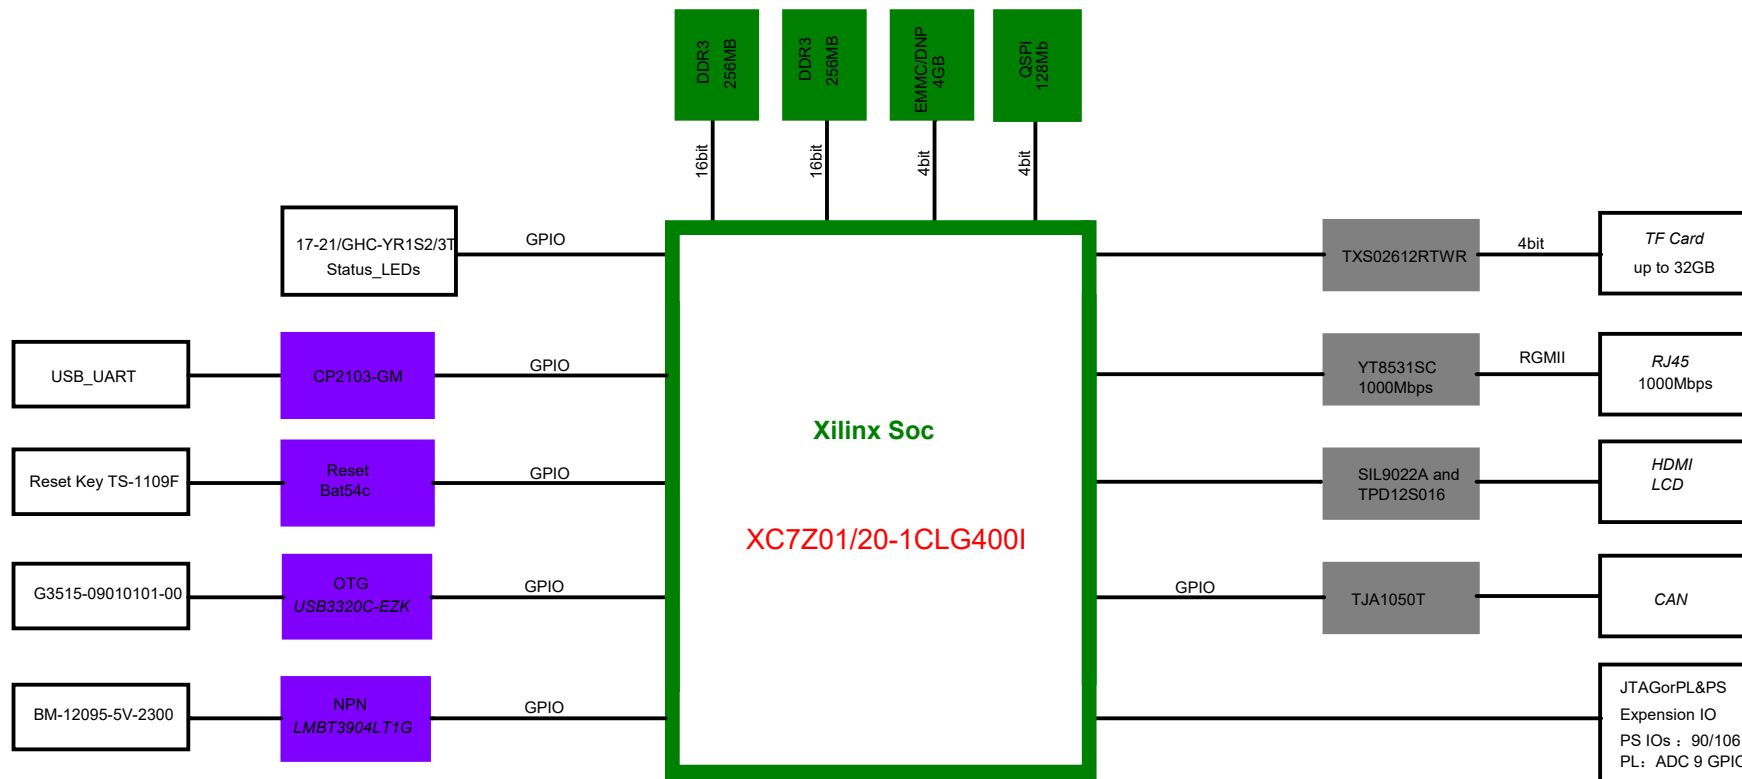 DDR3
256MB
DDR3
256MB
EMMC/DNP
4GB
QSPI
128Mb
16bit
16bit
4bit
4bit
17-21/GHC-YR1S2/3T
Status_LEDs
GPIO
TXS02612RTWR
4bit
TF Card
up to 32GB
USB_UART
CP2103-GM
GPIO
YT8531SC
1000Mbps
RGMII
RJ45
1000Mbps
Xilinx Soc
Reset Key TS-1109F
Reset
Bat54c
GPIO
SIL9022A and
TPD12S016
HDMI
LCD
XC7Z01/20-1CLG400I
G3515-09010101-00
OTG
USB3320C-EZK
GPIO
GPIO
TJA1050T
CAN
BM-12095-5V-2300
NPN
LMBT3904LT1G
GPIO
JTAGorPL&PS
Expension IO
PS IOs : 90/106
PL: ADC 9 GPIO